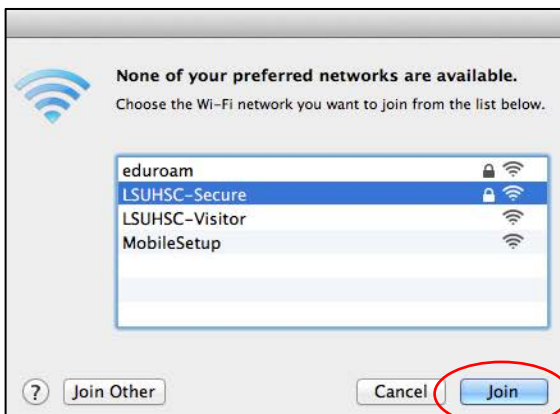 None of your preferred networks are available.
Choose the Wi-Fi network you want to join from the list below.
eduroam
LSUHSC-Secure
LSUHSC-Visitor
MobileSetup
? Join Other Cancel Join